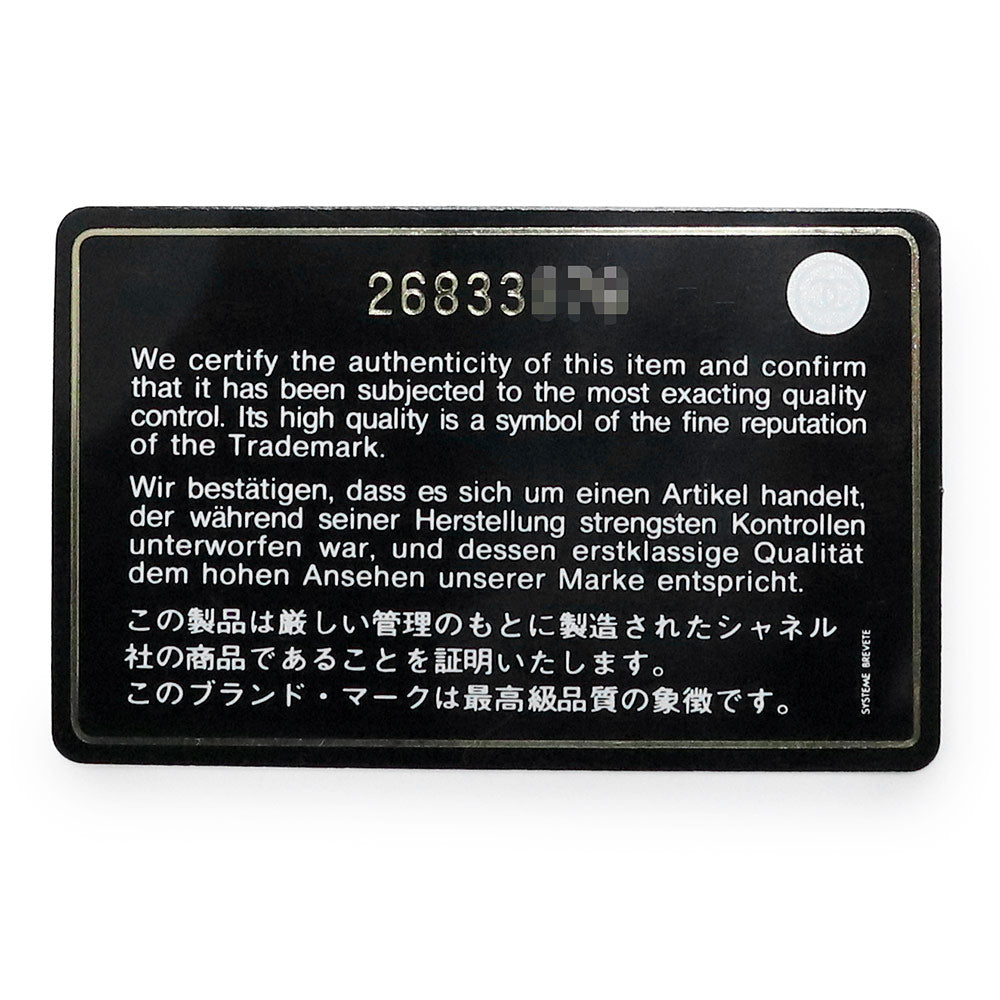 26833
We certify the authenticity of this item and confirm
that it has been subjected to the most exacting quality
control. Its high quality is a symbol of the fine reputation
of the Trademark.
Wir bestätigen, dass es sich um einen Artikel handelt,
der während seiner Herstellung strengsten Kontrollen
unterworfen war, und dessen erstklassige Qualität
dem hohen Ansehen unserer Marke entspricht.
この製品は厳しい管理のもとに製造されたシャネル
社の商品であることを証明いたします。
このブランド・マークは最高級品質の象徴です。
SYSTEME BREVETE